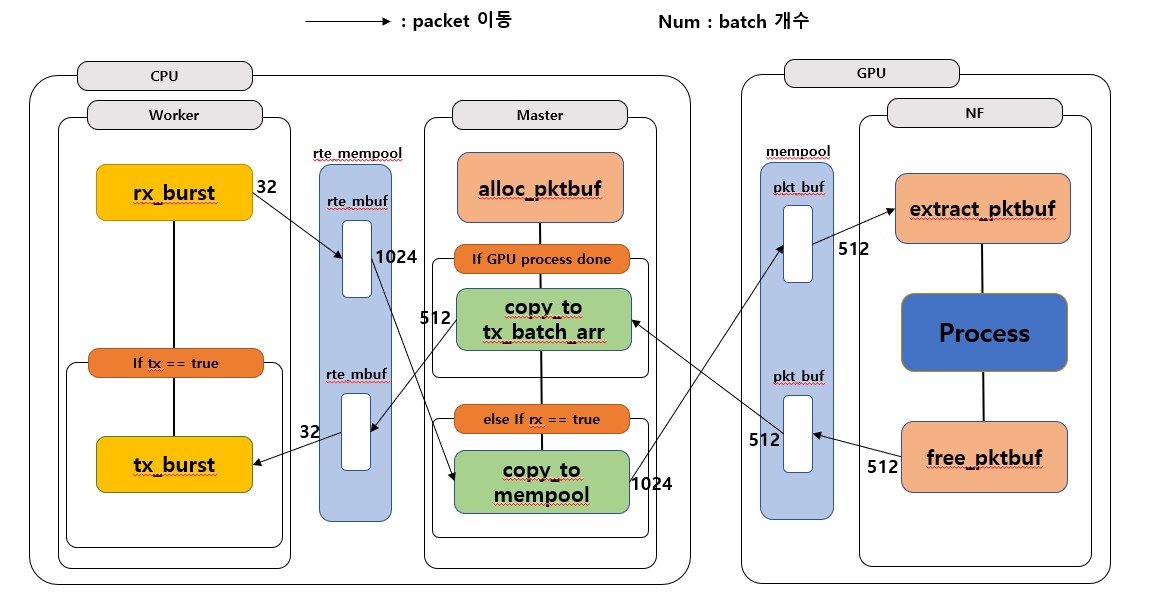 : packet 이동
Num : batch 개수
CPU
GPU
Worker
Master
NF
rte_mempool
mempool
rx_burst
32
rte_mbuf
alloc_pktbuf
pkt_buf
extract_pktbuf
1024
If GPU process done
512
512
copy_to
tx_batch_arr
Process
If tx == true
rte_mbuf
pkt_buf
else If rx == true
32
tx_burst
copy_to
mempool
1024
512
512
free_pktbuf